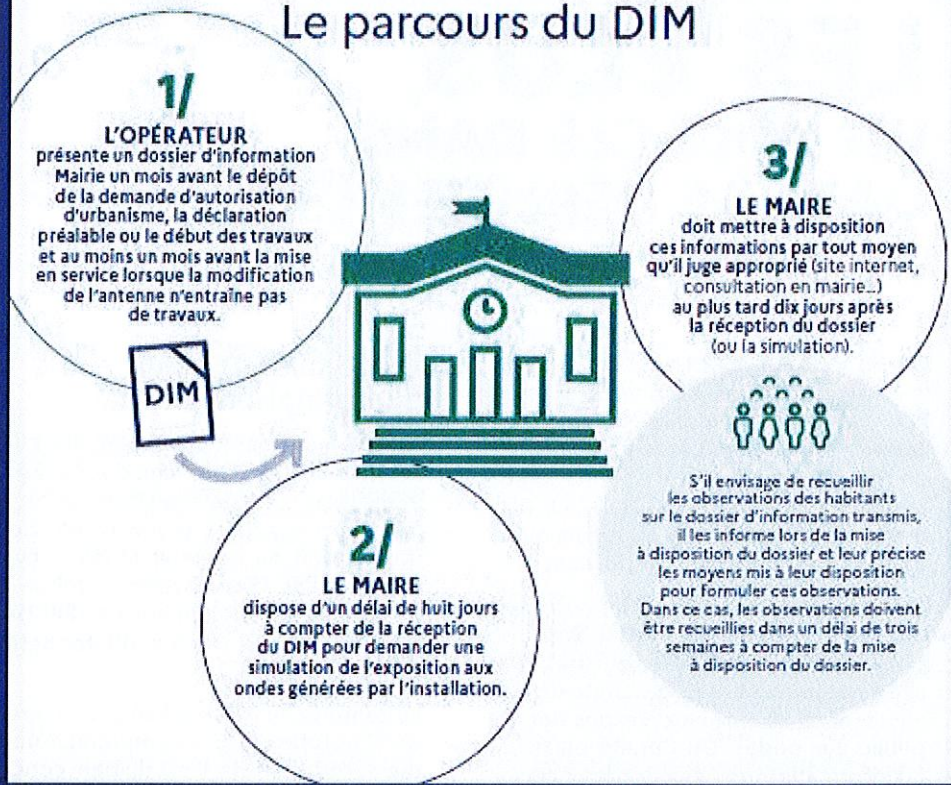 Le parcours du DIM
1/
L'OPÉRATEUR
présente un dossier d'information
Mairie un mois avant le dépôt
de la demande d'autorisation
d'urbanisme, la déclaration
préalable ou le début des travaux
et au moins un mois avant la mise
en service lorsque la modification
de l'antenne n'entraîne pas
de travaux.
DIM
2/
LE MAIRE
dispose d'un délai de huit jours
à compter de la réception
du DIM pour demander une
simulation de l'exposition aux
ondes générées par l'installation.
3/
LE MAIRE
doit mettre à disposition
ces informations par tout moyen
qu'il juge approprié (site internet,
consultation en mairie...)
au plus tard dix jours après
la réception du dossier
(ou la simulation).
S'il envisage de recueillir
les observations des habitants
sur le dossier d'information transmis,
il les informe lors de la mise
à disposition du dossier et leur précise
les moyens mis à leur disposition
pour formuler ces observations.
Dans ce cas, les observations doivent
être recueillies dans un délai de trois
semaines à compter de la mise
à disposition du dossier.